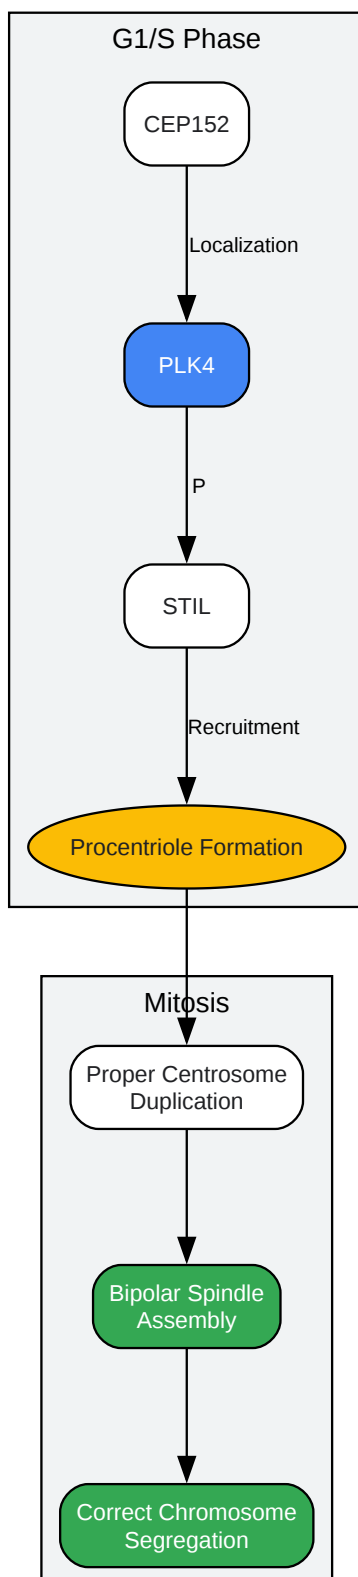 G1/S Phase
CEP152
Localization
PLK4
P
STIL
Recruitment
Procentriole Formation
Mitosis
Proper Centrosome
Duplication
Bipolar Spindle
Assembly
Correct Chromosome
Segregation